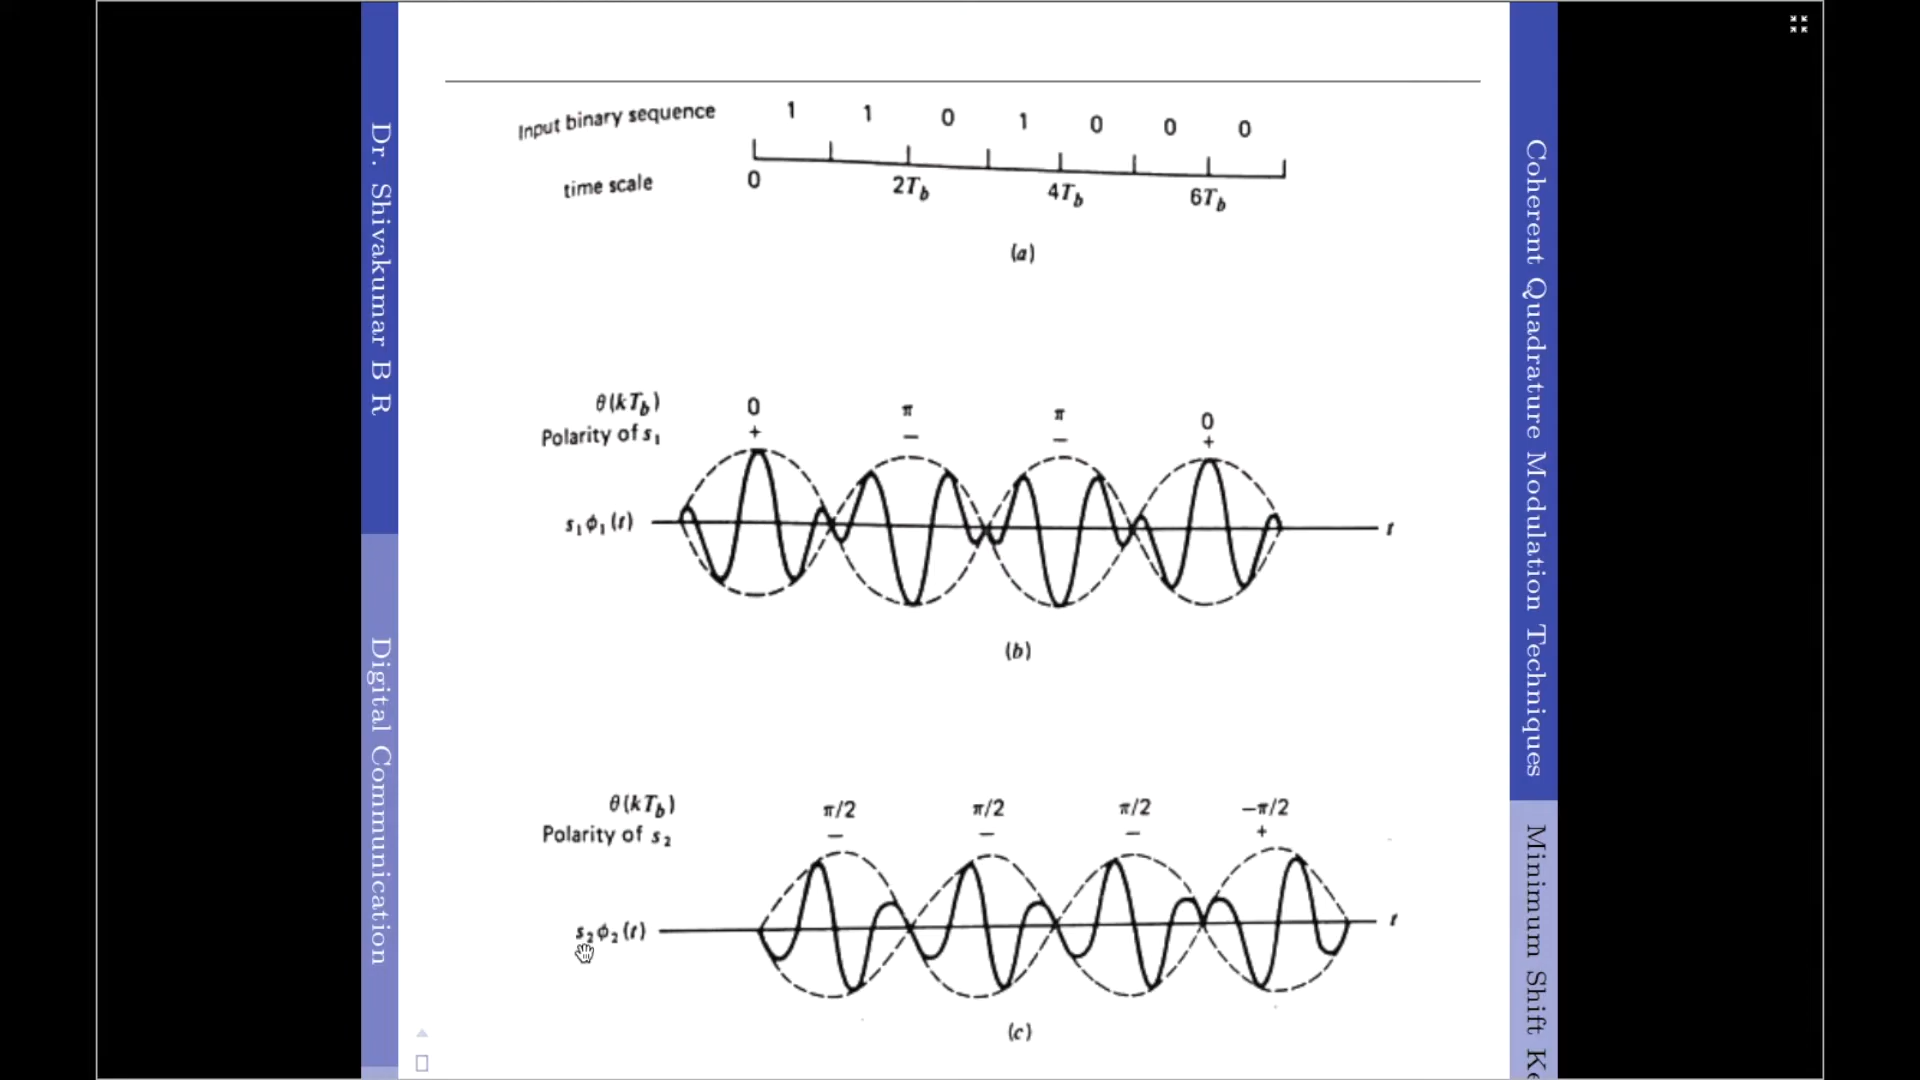 Dr. Shivakumar B R
Digital Communication
Input binary sequence 1 1 0 1 0 0 0
time scale 0 2T_b 4T_b 6T_b
(a)
θ(kT_b) 0 π π 0
Polarity of s₁ + − − +
s₁ϕ₁(t) t
(b)
θ(kT_b) π/2 π/2 π/2 −π/2
Polarity of s₂ − − − +
s₂ϕ₂(t) t
(c)
Coherent Quadrature Modulation Techniques
Minimum Shift Ke